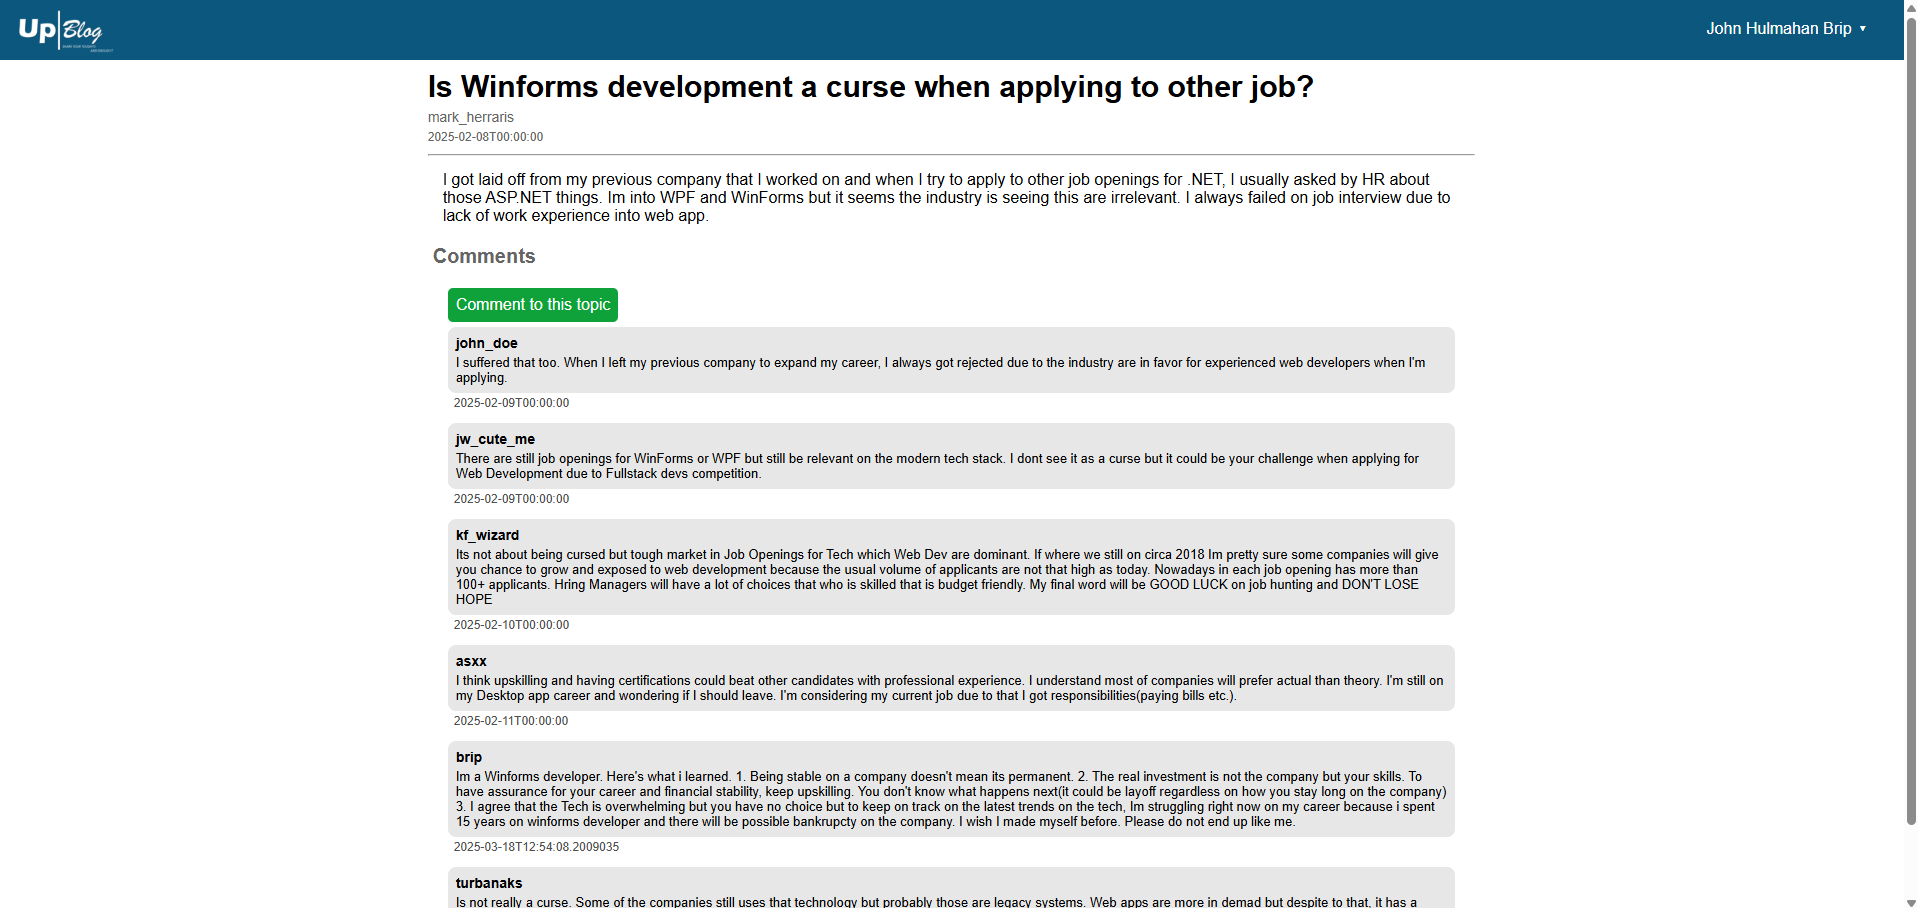 Up Blog
John Hulmahan Brip ▼
Is Winforms development a curse when applying to other job?
mark_herraris
2025-02-08T00:00:00
I got laid off from my previous company that I worked on and when I try to apply to other job openings for .NET, I usually asked by HR about
those ASP.NET things. Im into WPF and WinForms but it seems the industry is seeing this are irrelevant. I always failed on job interview due to
lack of work experience into web app.
Comments
Comment to this topic
john_doe
I suffered that too. When I left my previous company to expand my career, I always got rejected due to the industry are in favor for experienced web developers when I'm
applying.
2025-02-09T00:00:00
jw_cute_me
There are still job openings for WinForms or WPF but still be relevant on the modern tech stack. I dont see it as a curse but it could be your challenge when applying for
Web Development due to Fullstack devs competition.
2025-02-09T00:00:00
kf_wizard
Its not about being cursed but tough market in Job Openings for Tech which Web Dev are dominant. If where we still on circa 2018 Im pretty sure some companies will give
you chance to grow and exposed to web development because the usual volume of applicants are not that high as today. Nowadays in each job opening has more than
100+ applicants. Hring Managers will have a lot of choices that who is skilled that is budget friendly. My final word will be GOOD LUCK on job hunting and DON'T LOSE
HOPE
2025-02-10T00:00:00
asxx
I think upskilling and having certifications could beat other candidates with professional experience. I understand most of companies will prefer actual than theory. I'm still on
my Desktop app career and wondering if I should leave. I'm considering my current job due to that I got responsibilities(paying bills etc.).
2025-02-11T00:00:00
brip
Im a Winforms developer. Here's what i learned. 1. Being stable on a company doesn't mean its permanent. 2. The real investment is not the company but your skills. To
have assurance for your career and financial stability, keep upskilling. You don't know what happens next(it could be layoff regardless on how you stay long on the company)
3. I agree that the Tech is overwhelming but you have no choice but to keep on track on the latest trends on the tech, Im struggling right now on my career because i spent
15 years on winforms developer and there will be possible bankrupcty on the company. I wish I made myself before. Please do not end up like me.
2025-03-18T12:54:08.2009035
turbanaks
Is not really a curse. Some of the companies still uses that technology but probably those are legacy systems. Web apps are more in demad but despite to that, it has a